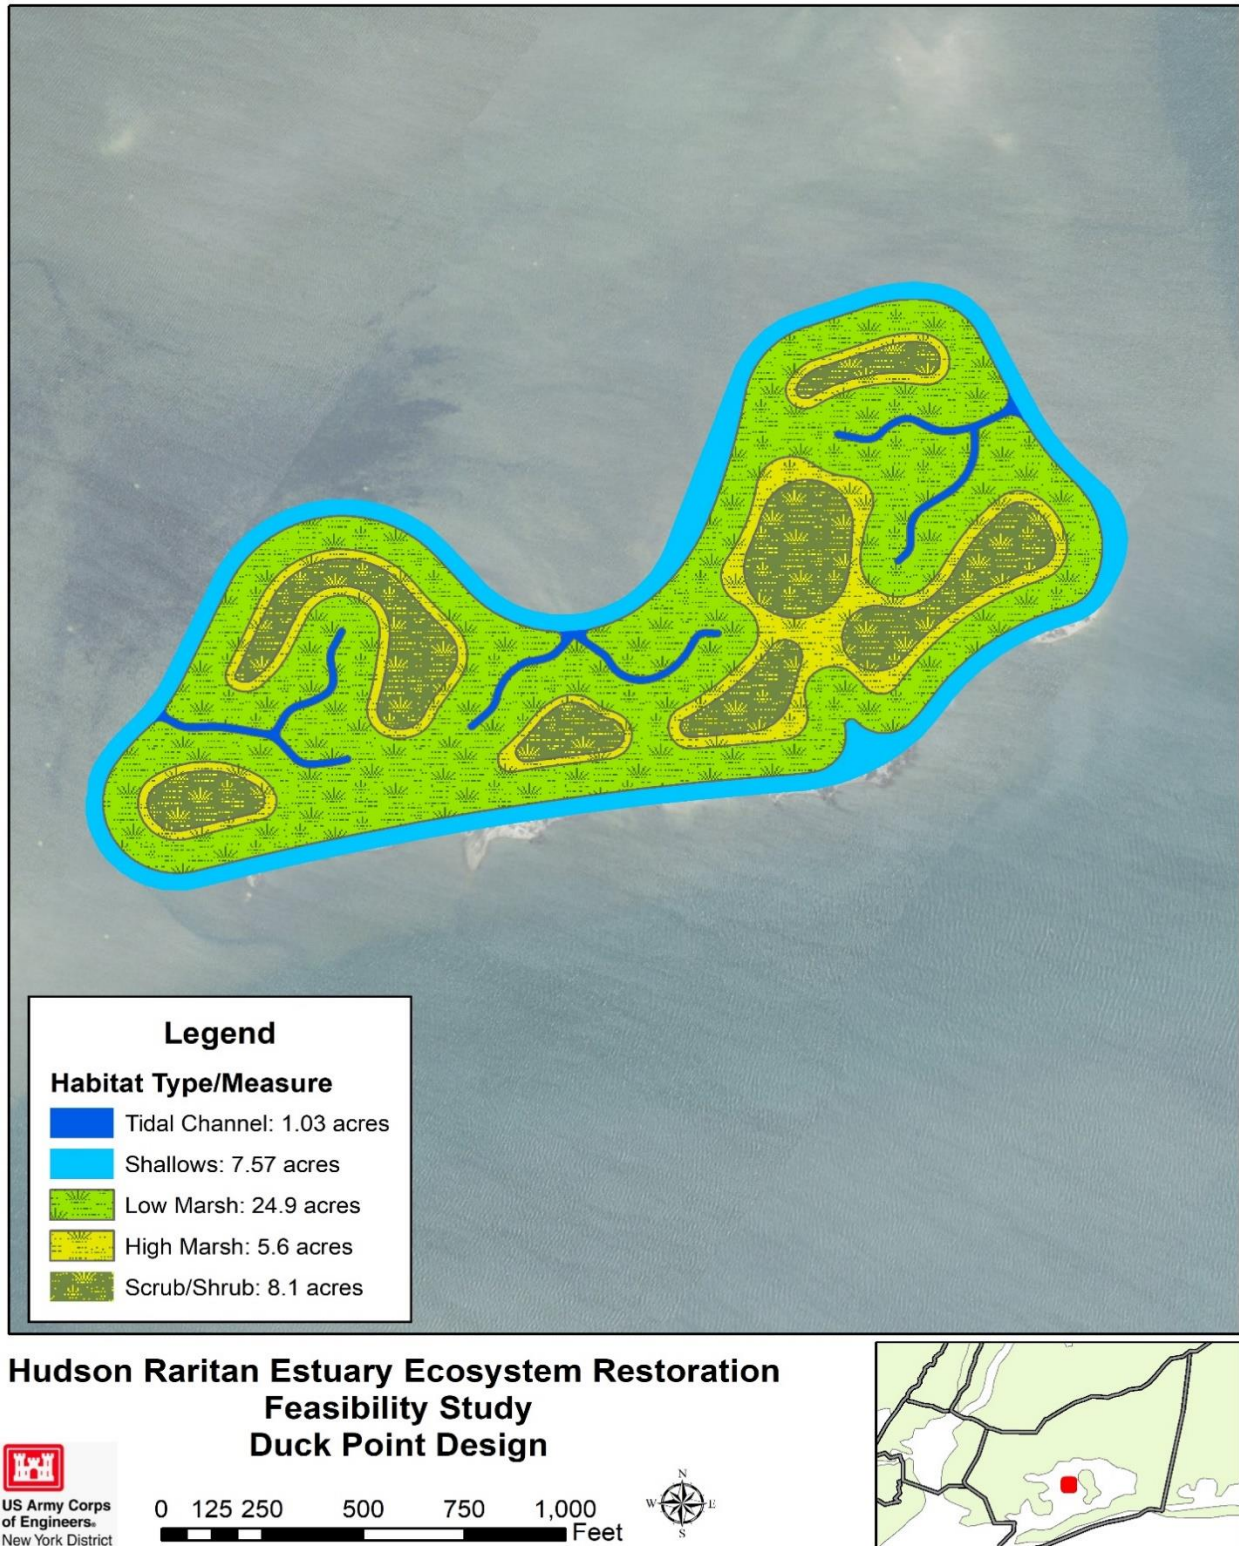 Legend
Habitat Type/Measure
Tidal Channel: 1.03 acres
Shallows: 7.57 acres
Low Marsh: 24.9 acres
High Marsh: 5.6 acres
Scrub/Shrub: 8.1 acres
Hudson Raritan Estuary Ecosystem Restoration
Feasibility Study
Duck Point Design
US Army Corps
of Engineers®
New York District
0 125 250 500 750 1,000
Feet
N
W E
S